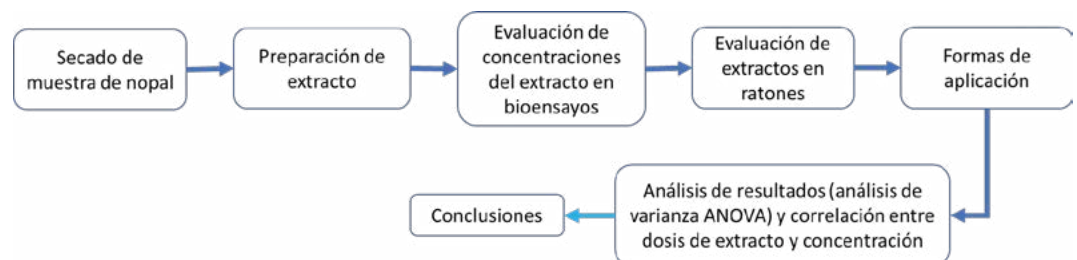 Secado de
muestra de nopal
Preparación de
extracto
Evaluación de
concentraciones
del extracto en
bioensayos
Evaluación de
extractos en
ratones
Formas de
aplicación
Análisis de resultados (análisis de
varianza ANOVA) y correlación entre
dosis de extracto y concentración
Conclusiones